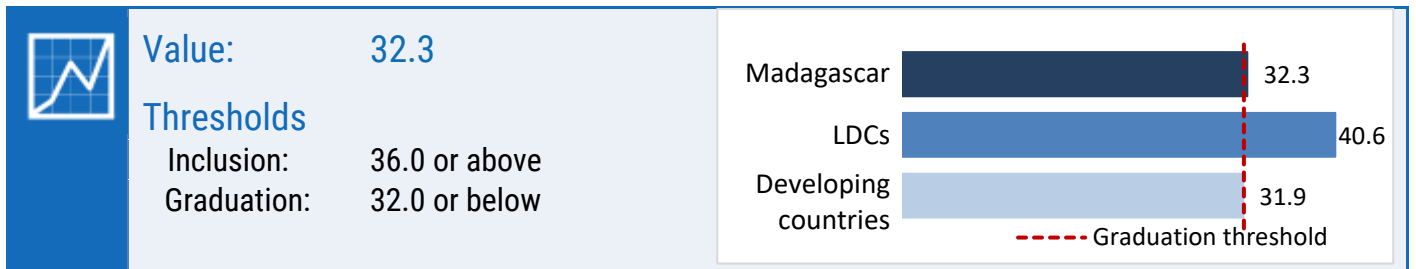 Value: 32.3
Thresholds
Inclusion: 36.0 or above
Graduation: 32.0 or below
Madagascar 32.3
LDCs 40.6
Developing
countries 31.9
Graduation threshold